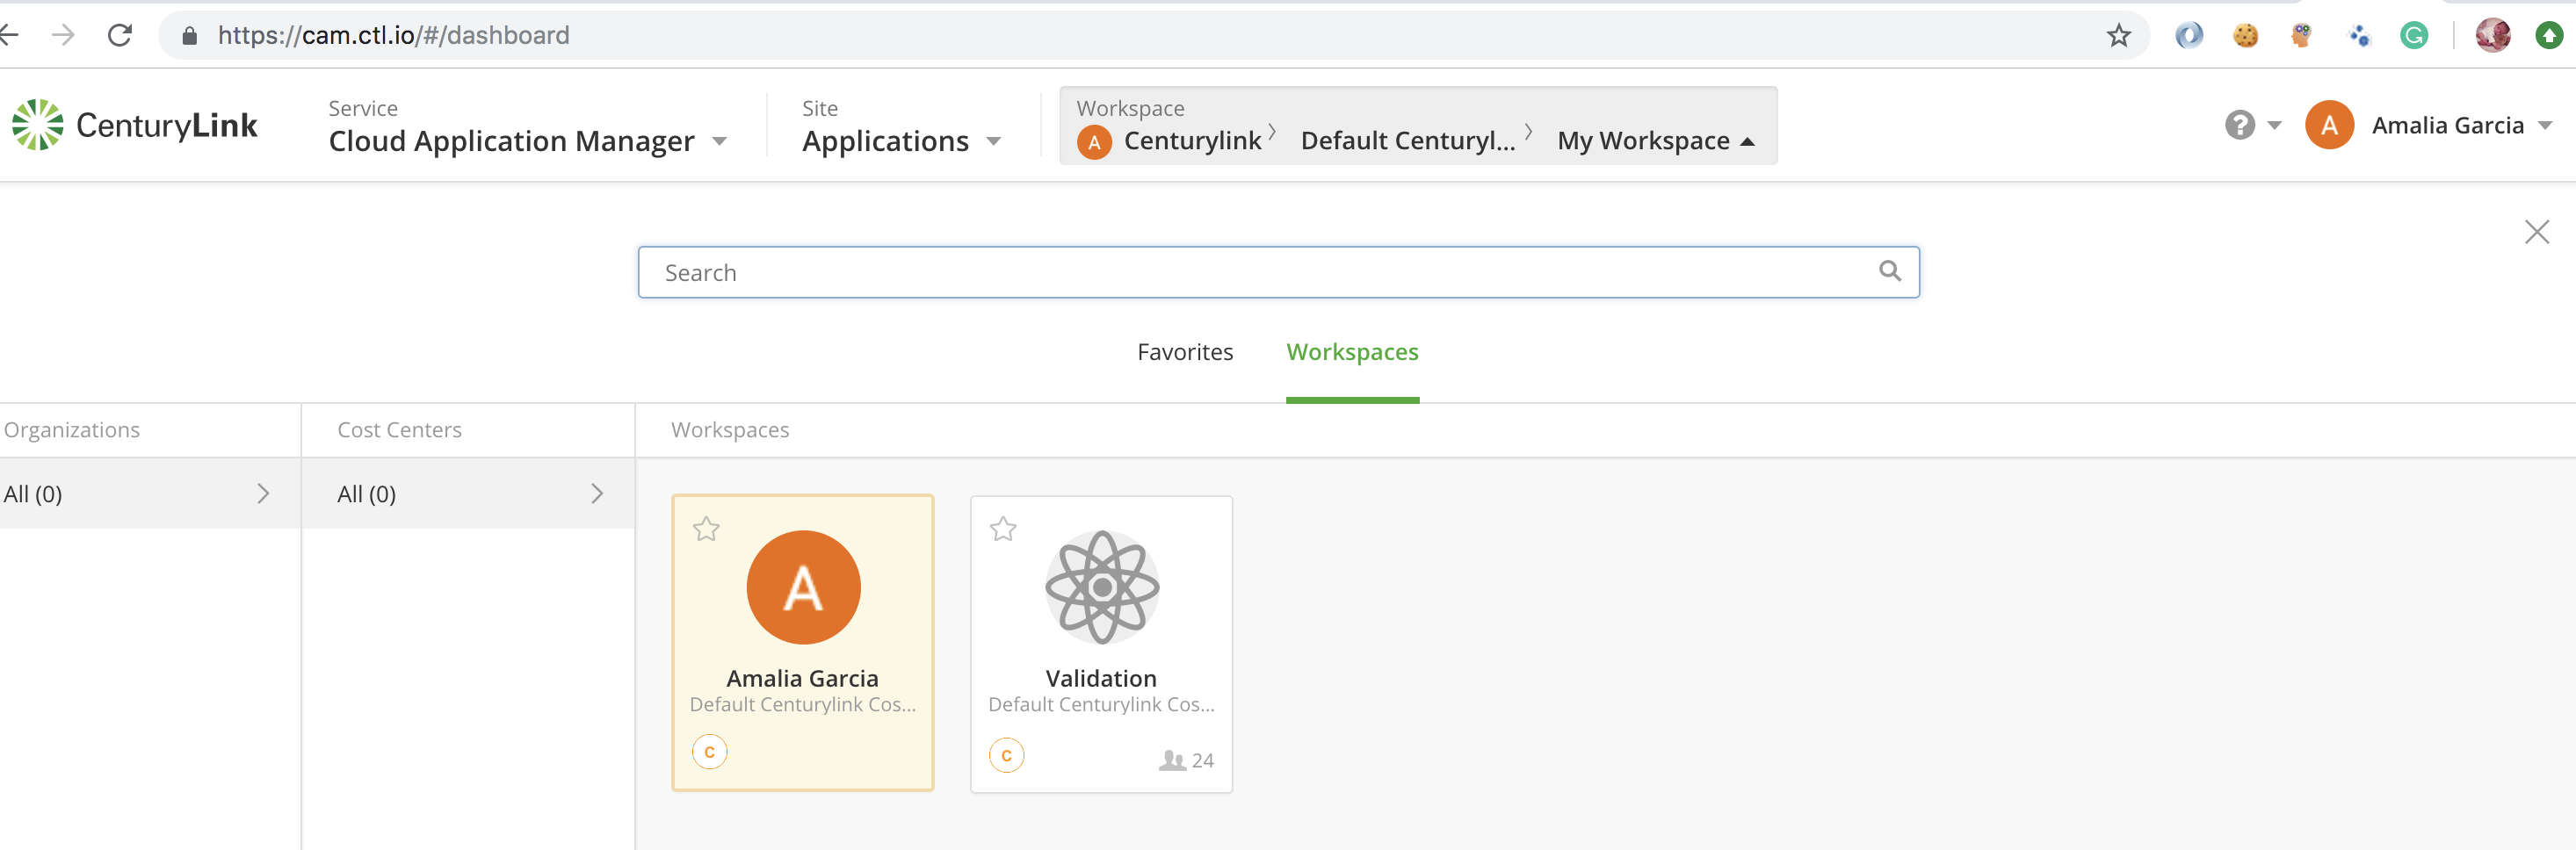 https://cam.ctl.io/#/dashboard
CenturyLink
Service
Cloud Application Manager
Site
Applications
Workspace
A Centurylink > Default Centuryl... > My Workspace
? A Amalia Garcia
Search
Favorites Workspaces
Organizations Cost Centers Workspaces
All (0) All (0)
A
Amalia Garcia
Default Centurylink Cos...
C
Validation
Default Centurylink Cos...
C 24